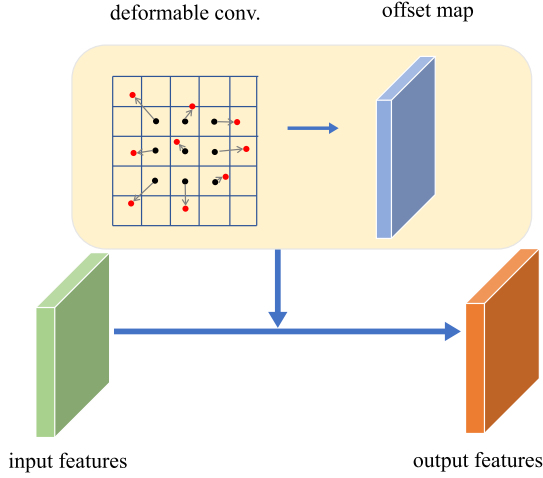 deformable conv.
offset map
input features
output features